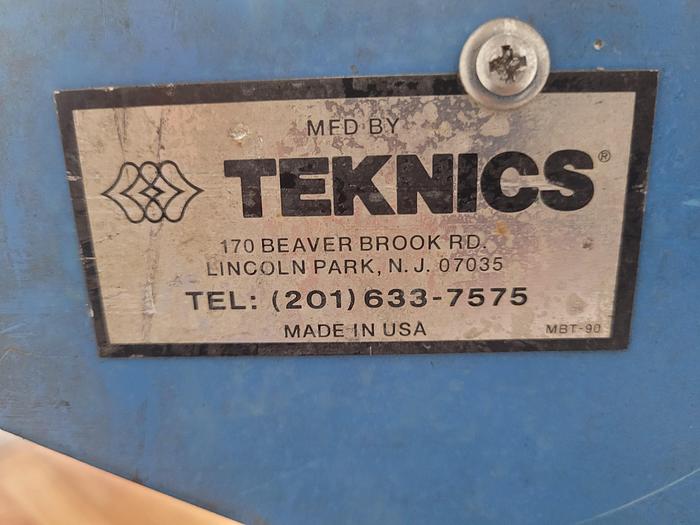 MFD BY
TEKNICS®
170 BEAVER BROOK RD.
LINCOLN PARK, N.J. 07035
TEL: (201) 633-7575
MADE IN USA
MBT-90